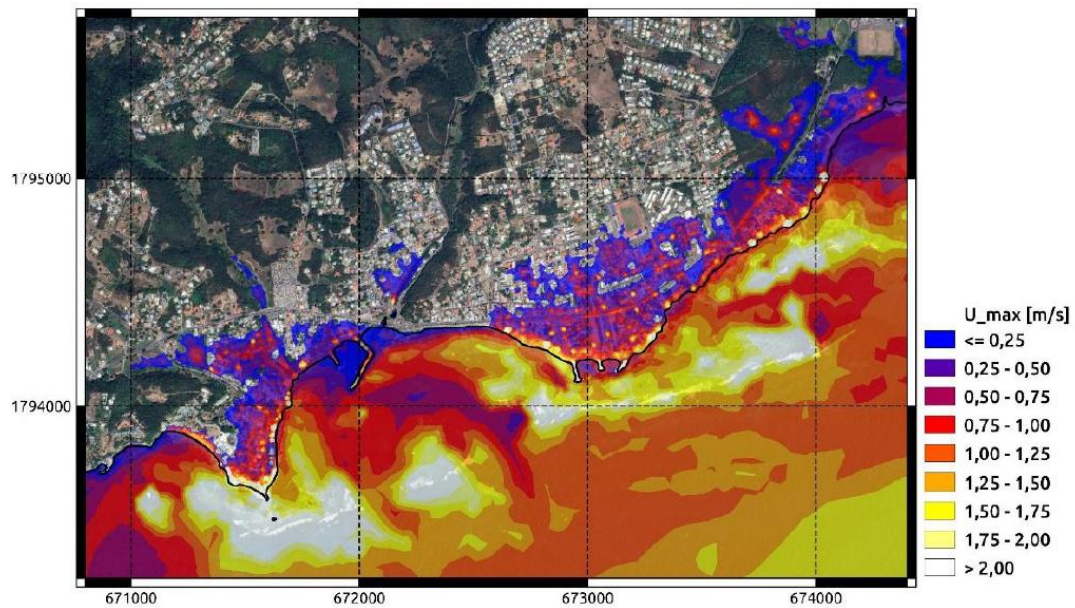 1795000
1794000
671000
672000
673000
674000
U_max [m/s]
<= 0,25
0,25 - 0,50
0,50 - 0,75
0,75 - 1,00
1,00 - 1,25
1,25 - 1,50
1,50 - 1,75
1,75 - 2,00
> 2,00